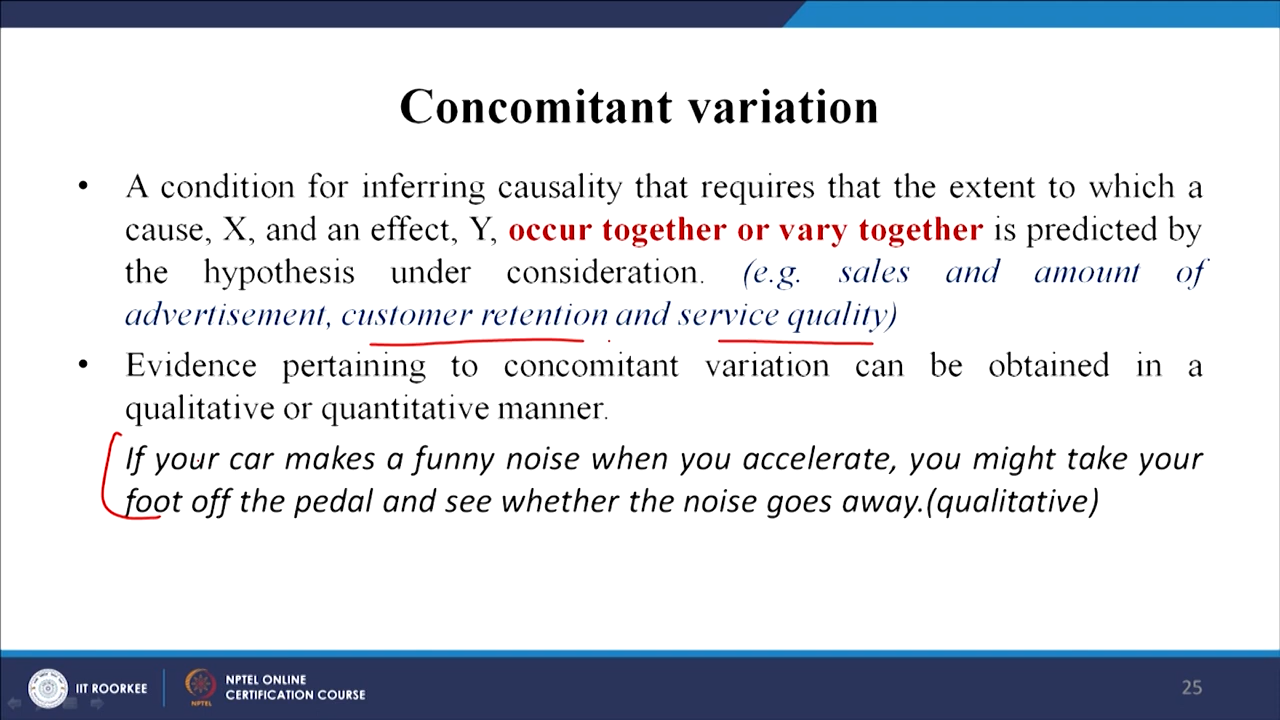 Concomitant variation
• A condition for inferring causality that requires that the extent to which a
cause, X, and an effect, Y, occur together or vary together is predicted by
the hypothesis under consideration. (e.g. sales and amount of
advertisement, customer retention and service quality)
• Evidence pertaining to concomitant variation can be obtained in a
qualitative or quantitative manner.
If your car makes a funny noise when you accelerate, you might take your
foot off the pedal and see whether the noise goes away.(qualitative)
IIT ROORKEE
NPTEL
NPTEL ONLINE
CERTIFICATION COURSE
25